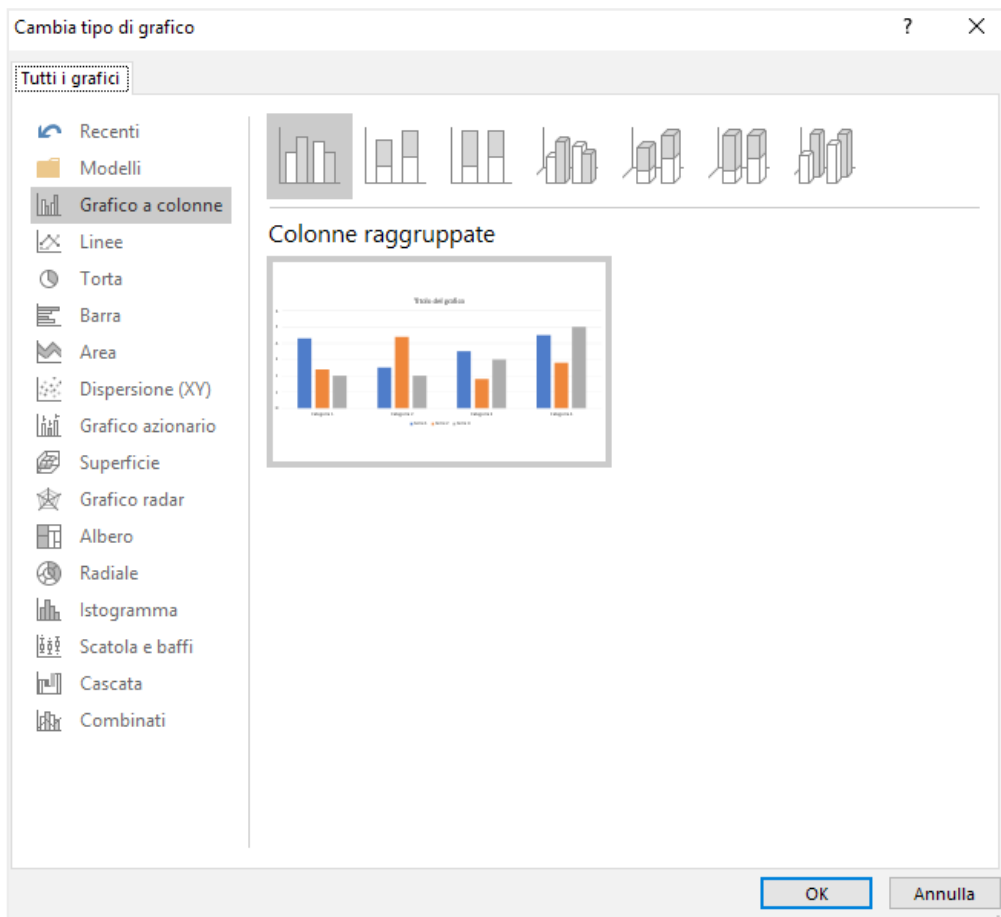 Cambia tipo di grafico
?
Tutti i grafici
Recenti
Modelli
Grafico a colonne
Linee
Torta
Barra
Area
Dispersione (XY)
Grafico azionario
Superficie
Grafico radar
Albero
Radiale
Istogramma
Scatola e baffi
Cascata
Combinati
Colonne raggruppate
Titolo del grafico
OK
Annulla